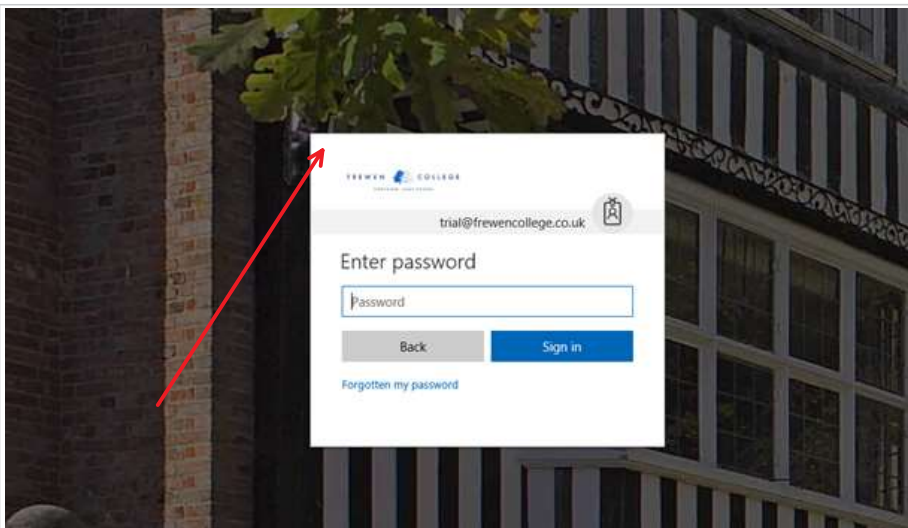 FREWEN COLLEGE
trial@frewencollege.co.uk
Enter password
Password
Back
Sign in
Forgotten my password